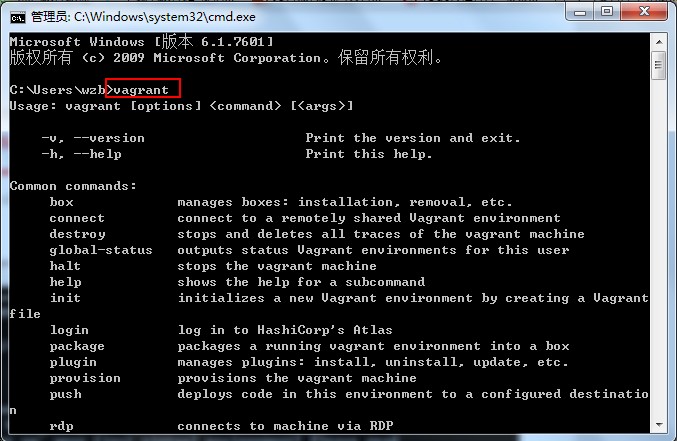 管理员: C:\Windows\system32\cmd.exe
Microsoft Windows [版本 6.1.7601]
版权所有 (c) 2009 Microsoft Corporation。保留所有权利。
C:\Users\wzb>vagrant
Usage: vagrant [options] <command> [<args>]
-v, --version Print the version and exit.
-h, --help Print this help.
Common commands:
box manages boxes: installation, removal, etc.
connect connect to a remotely shared Vagrant environment
destroy stops and deletes all traces of the vagrant machine
global-status outputs status Vagrant environments for this user
halt stops the vagrant machine
help shows the help for a subcommand
init initializes a new Vagrant environment by creating a Vagrant
file
login log in to HashiCorp's Atlas
package packages a running vagrant environment into a box
plugin manages plugins: install, uninstall, update, etc.
provision provisions the vagrant machine
push deploys code in this environment to a configured destinatio
n
rdp connects to machine via RDP